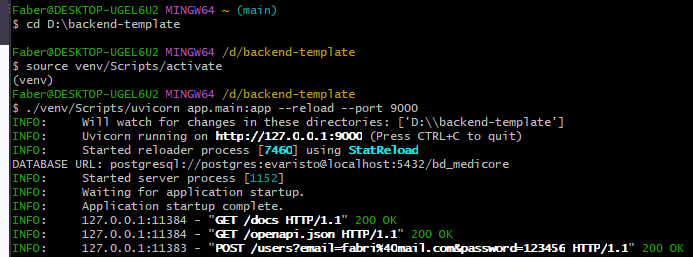 Faber@DESKTOP-UGEL6U2 MINGW64 ~ (main)
$ cd D:\backend-template
Faber@DESKTOP-UGEL6U2 MINGW64 /d/backend-template
$ source venv/Scripts/activate
(venv)
Faber@DESKTOP-UGEL6U2 MINGW64 /d/backend-template
$ ./venv/Scripts/uvicorn app.main:app --reload --port 9000
INFO:     Will watch for changes in these directories: ['D:\\backend-template']
INFO:     Uvicorn running on http://127.0.0.1:9000 (Press CTRL+C to quit)
INFO:     Started reloader process [7460] using StatReload
DATABASE URL: postgresql://postgres:evaristo@localhost:5432/bd_medicore
INFO:     Started server process [1152]
INFO:     Waiting for application startup.
INFO:     Application startup complete.
INFO:     127.0.0.1:11384 - "GET /docs HTTP/1.1" 200 OK
INFO:     127.0.0.1:11384 - "GET /openapi.json HTTP/1.1" 200 OK
INFO:     127.0.0.1:11383 - "POST /users?email=fabri%40mail.com&password=123456 HTTP/1.1" 200 OK